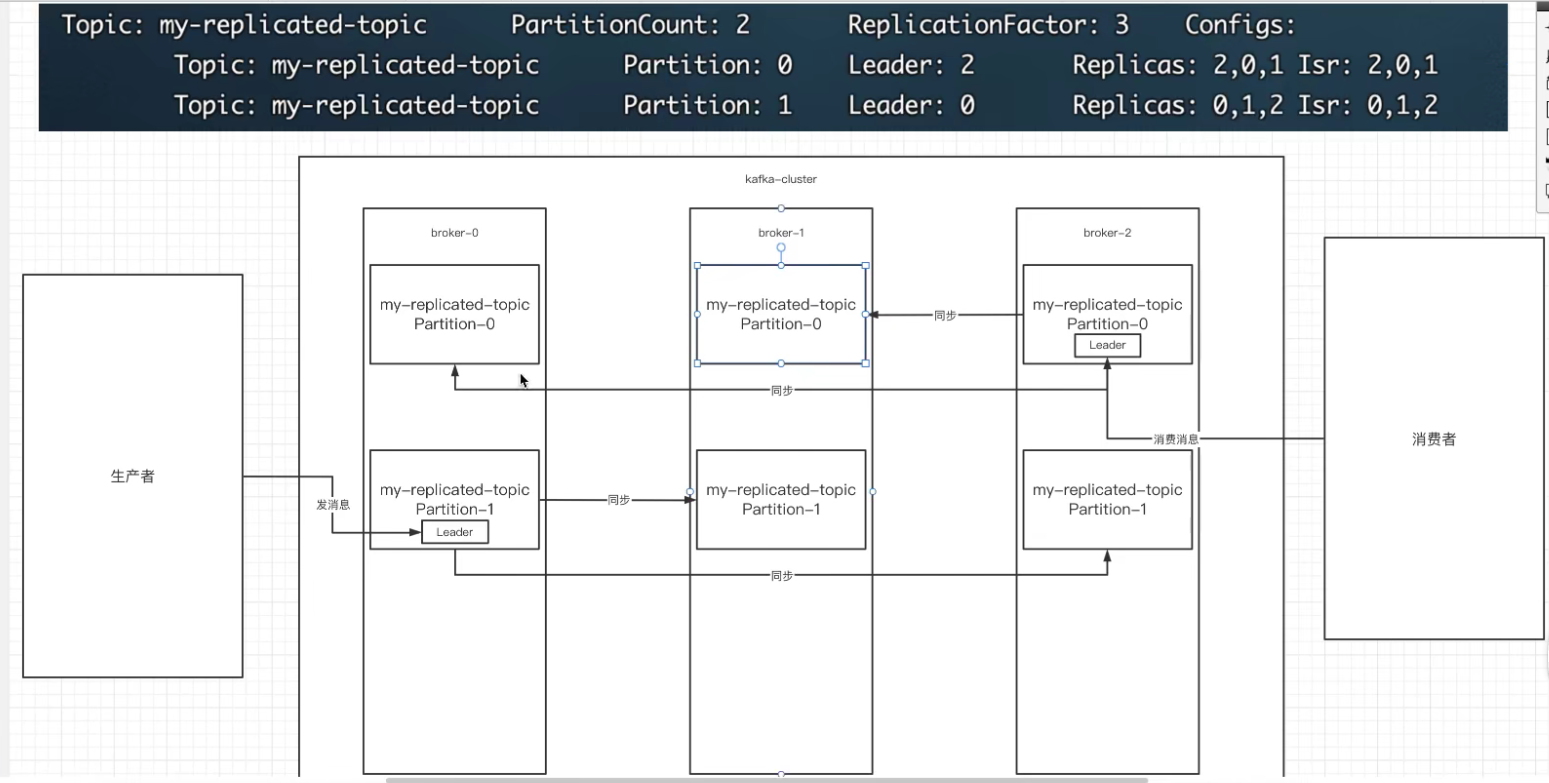 Topic: my-replicated-topic PartitionCount: 2 ReplicationFactor: 3 Configs:
Topic: my-replicated-topic Partition: 0 Leader: 2 Replicas: 2,0,1 Isr: 2,0,1
Topic: my-replicated-topic Partition: 1 Leader: 0 Replicas: 0,1,2 Isr: 0,1,2
kafka-cluster
broker-0
broker-1
broker-2
my-replicated-topic
Partition-0
my-replicated-topic
Partition-0
同步
my-replicated-topic
Partition-0
Leader
同步
消费消息
消费者
生产者
发消息
my-replicated-topic
Partition-1
Leader
同步
my-replicated-topic
Partition-1
my-replicated-topic
Partition-1
同步